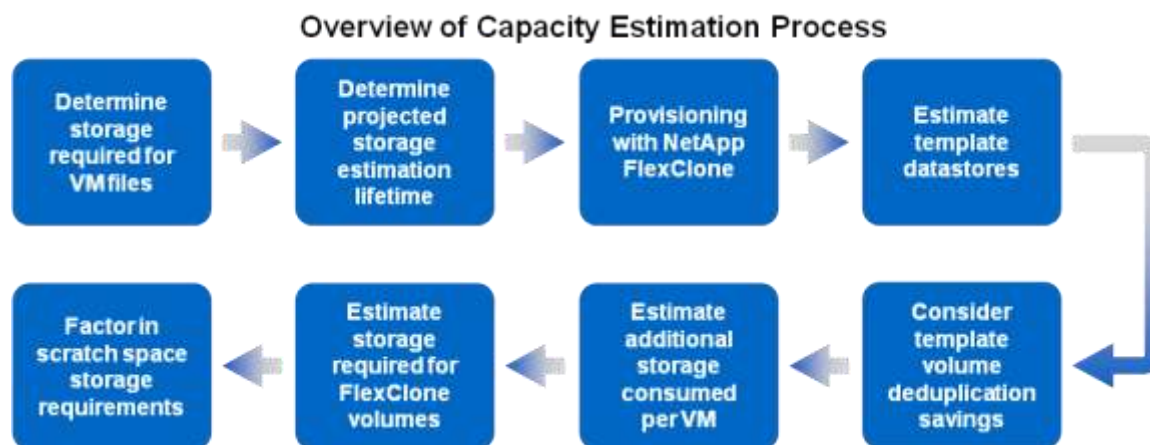 Overview of Capacity Estimation Process
Determine
storage
required for
VM files
Determine
projected
storage
estimation
lifetime
Provisioning
with NetApp
FlexClone
Estimate
template
datastores
Consider
template
volume
deduplication
savings
Estimate
additional
storage
consumed
per VM
Estimate
storage
required for
FlexClone
volumes
Factor in
scratch space
storage
requirements